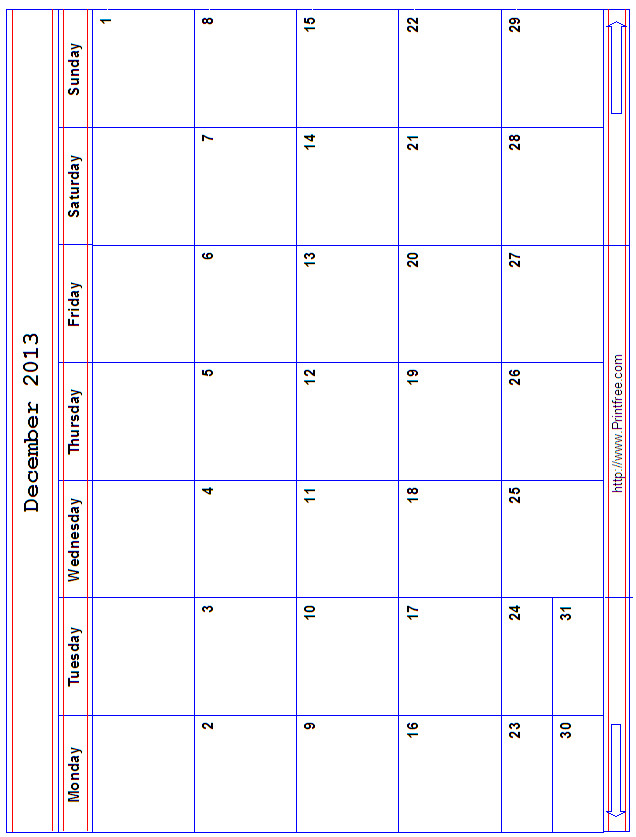 December 2013
Monday Tuesday Wednesday Thursday Friday Saturday Sunday
1
2 3 4 5 6 7 8
9 10 11 12 13 14 15
16 17 18 19 20 21 22
23 24 25 26 27 28 29
30 31
http://www.Printfree.com